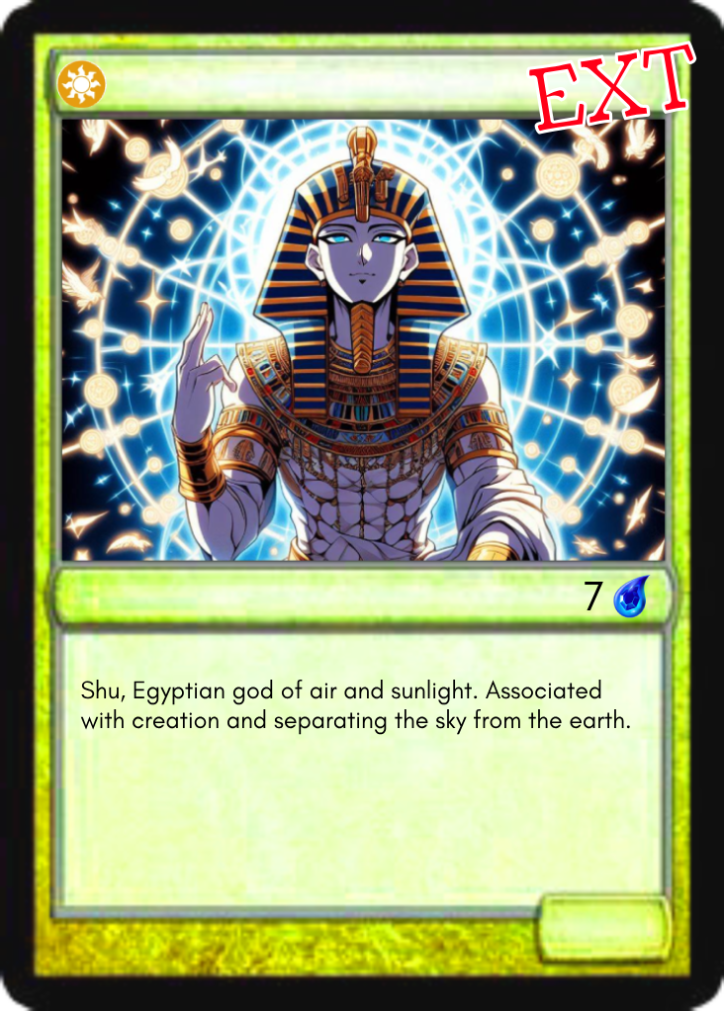 EXT
7
Shu, Egyptian god of air and sunlight. Associated
with creation and separating the sky from the earth.